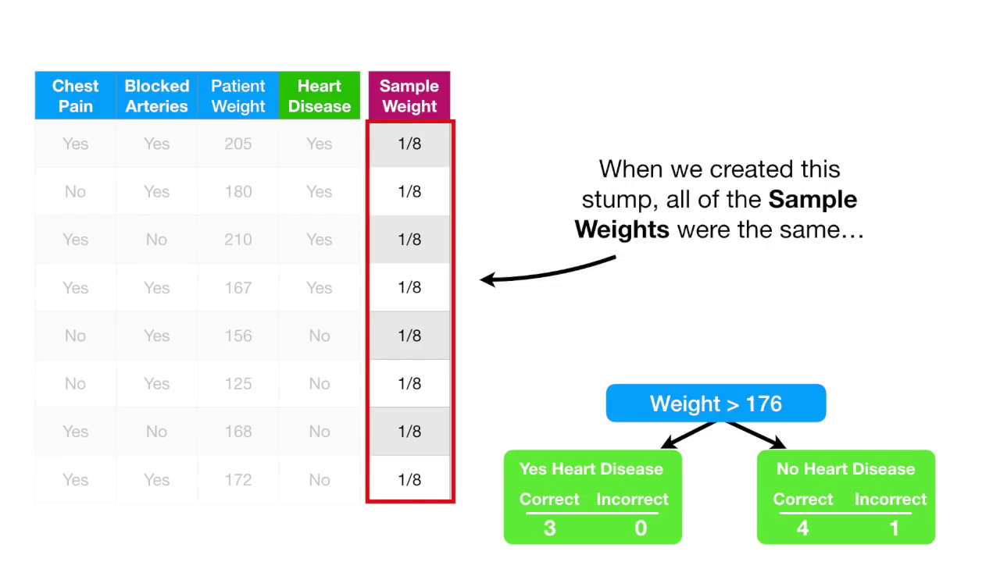 Chest Pain Blocked Arteries Patient Weight Heart Disease Sample Weight
Yes Yes 205 Yes 1/8
No Yes 180 Yes 1/8
Yes No 210 Yes 1/8
Yes Yes 167 Yes 1/8
No Yes 156 No 1/8
No Yes 125 No 1/8
Yes No 168 No 1/8
Yes Yes 172 No 1/8
When we created this
stump, all of the Sample
Weights were the same…
Weight > 176
Yes Heart Disease
Correct Incorrect
3 0
No Heart Disease
Correct Incorrect
4 1